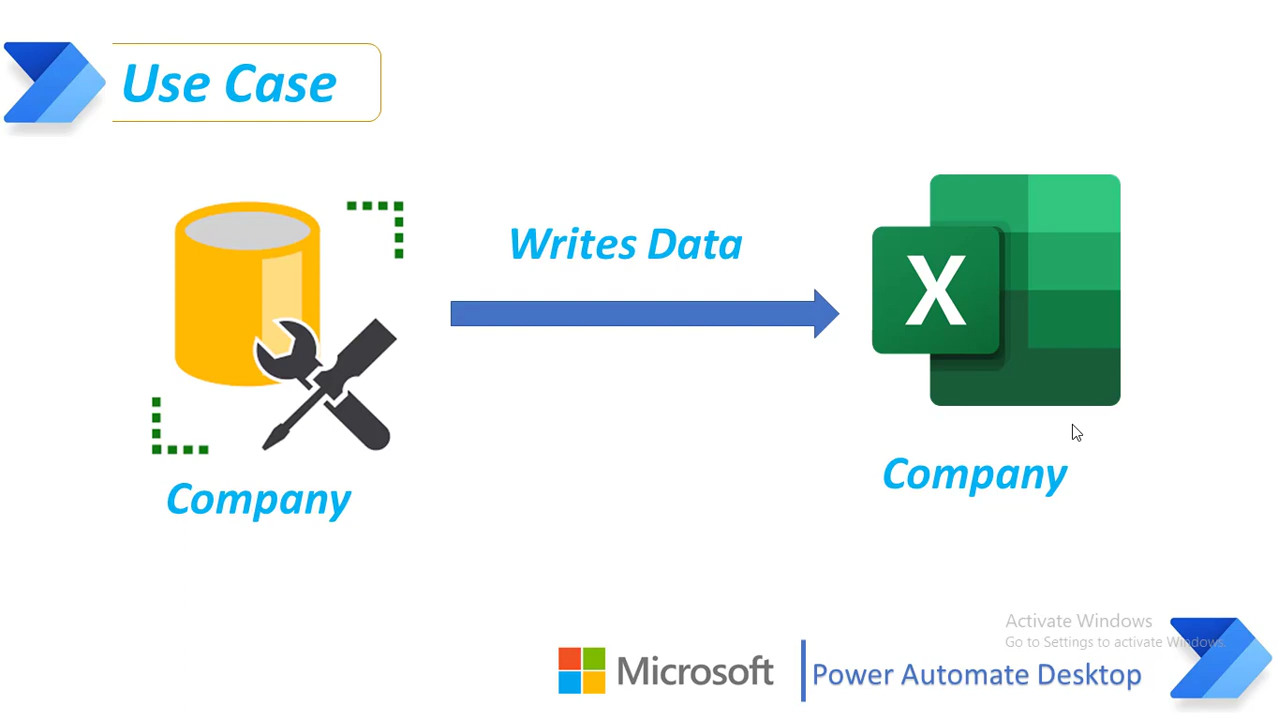 Use Case
Writes Data
X
Company
Company
Activate Windows
Go to Settings to activate Windows.
Microsoft
Power Automate Desktop